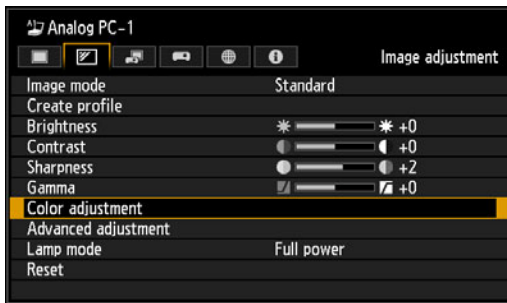 Analog PC-1
Image adjustment
Image mode Standard
Create profile
Brightness +0
Contrast +0
Sharpness +2
Gamma +0
Color adjustment
Advanced adjustment
Lamp mode Full power
Reset